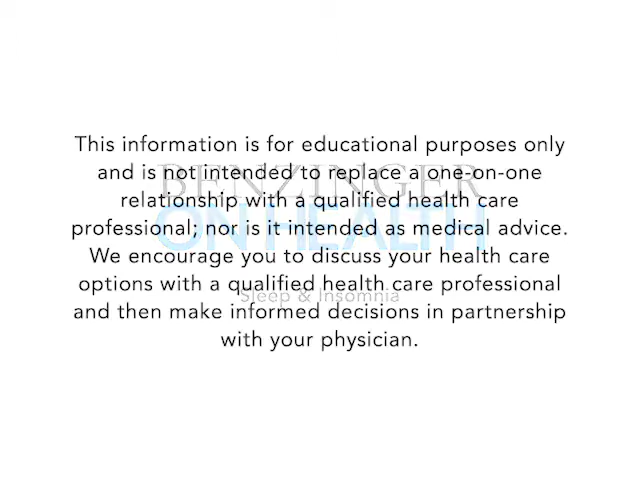 This information is for educational purposes only
and is not intended to replace a one-on-one
BENZINGER
relationship with a qualified health care
professional; nor is it intended as medical advice.
ON HEALTH
We encourage you to discuss your health care
options with a qualified health care professional
Sleep & Insomnia
and then make informed decisions in partnership
with your physician.